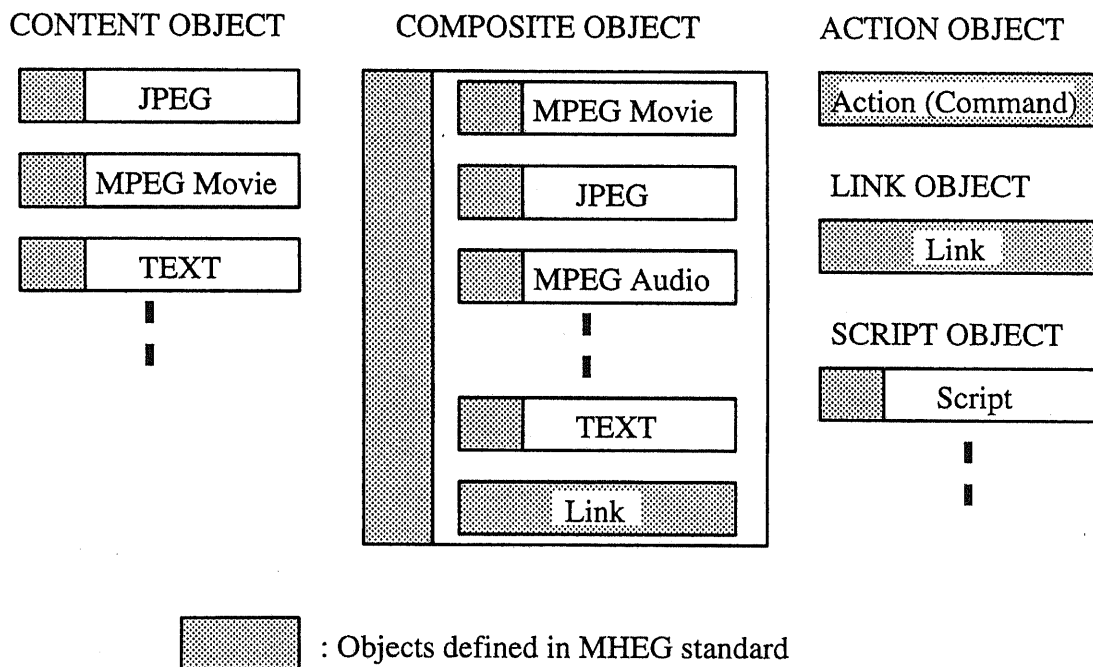 CONTENT OBJECT
JPEG
MPEG Movie
TEXT
COMPOSITE OBJECT
MPEG Movie
JPEG
MPEG Audio
TEXT
Link
ACTION OBJECT
Action (Command)
LINK OBJECT
Link
SCRIPT OBJECT
Script
: Objects defined in MHEG standard